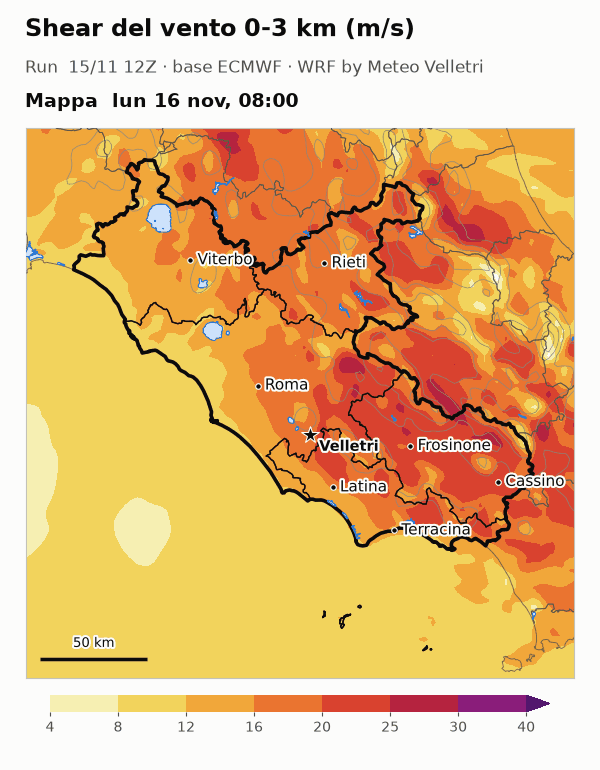 Shear del vento 0-3 km (m/s)
Run  15/11 12Z · base ECMWF · WRF by Meteo Velletri
Mappa  lun 16 nov, 08:00
Viterbo
Rieti
Roma
Velletri
Frosinone
Cassino
Latina
Terracina
50 km
4 8 12 16 20 25 30 40